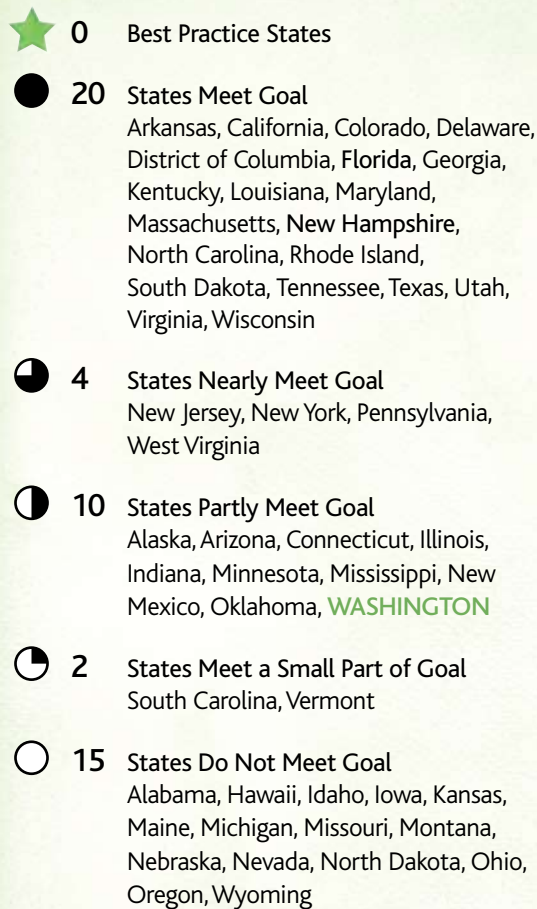 0 Best Practice States
20 States Meet Goal
Arkansas, California, Colorado, Delaware,
District of Columbia, Florida, Georgia,
Kentucky, Louisiana, Maryland,
Massachusetts, New Hampshire,
North Carolina, Rhode Island,
South Dakota, Tennessee, Texas, Utah,
Virginia, Wisconsin
4 States Nearly Meet Goal
New Jersey, New York, Pennsylvania,
West Virginia
10 States Partly Meet Goal
Alaska, Arizona, Connecticut, Illinois,
Indiana, Minnesota, Mississippi, New
Mexico, Oklahoma, WASHINGTON
2 States Meet a Small Part of Goal
South Carolina, Vermont
15 States Do Not Meet Goal
Alabama, Hawaii, Idaho, Iowa, Kansas,
Maine, Michigan, Missouri, Montana,
Nebraska, Nevada, North Dakota, Ohio,
Oregon, Wyoming